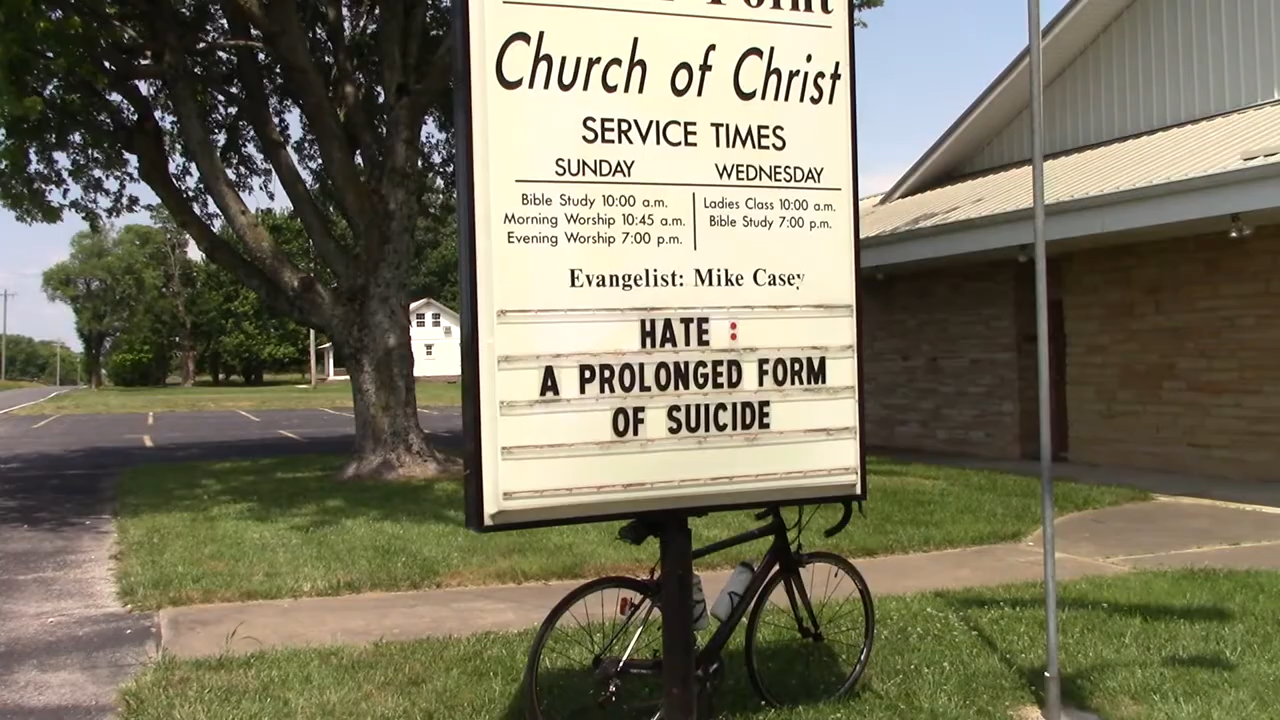 Point
Church of Christ
SERVICE TIMES
SUNDAY
Bible Study 10:00 a.m.
Morning Worship 10:45 a.m.
Evening Worship 7:00 p.m.
WEDNESDAY
Ladies Class 10:00 a.m.
Bible Study 7:00 p.m.
Evangelist: Mike Casey
HATE :
A PROLONGED FORM
OF SUICIDE